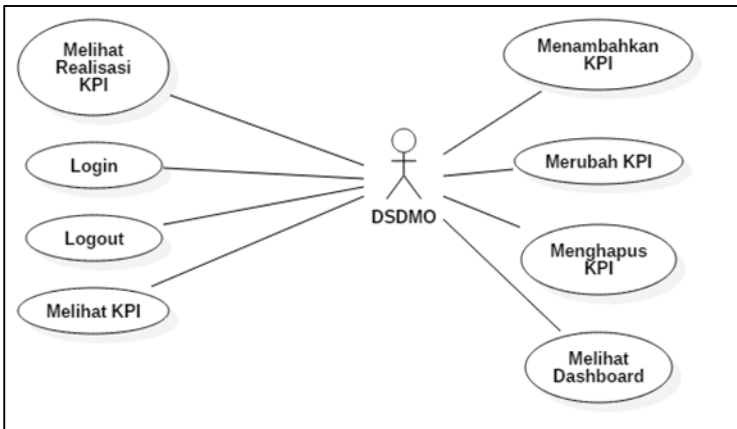 Melihat
Realisasi
KPI
Login
Logout
Melihat KPI
DSDMO
Menambahkan
KPI
Merubah KPI
Menghapus
KPI
Melihat
Dashboard